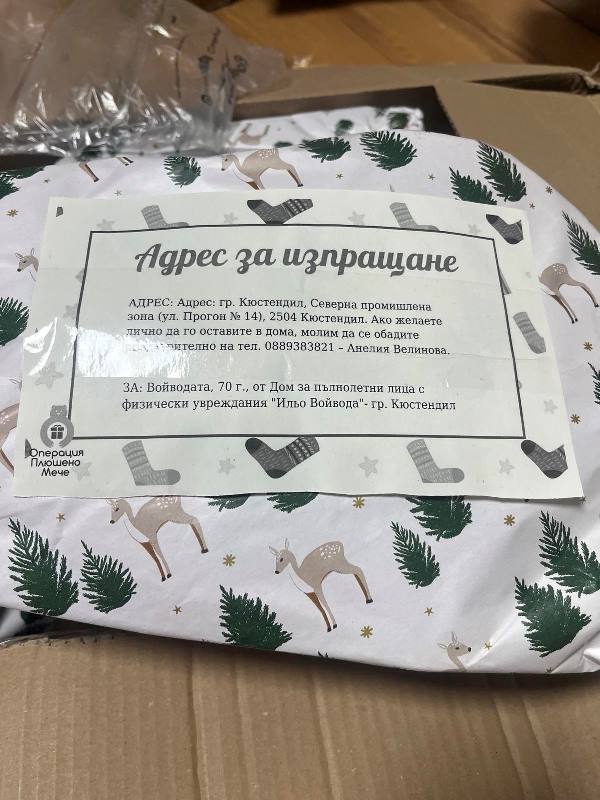 Адрес за изпращане
АДРЕС: Адрес: гр. Кюстендил, Северна промишлена
зона (ул. Прогон № 14), 2504 Кюстендил. Ако желаете
лично да го оставите в дома, молим да се обадите
на тел. 0889383821 – Анелия Велинова.
ЗА: Войводата, 70 г., от Дом за пълнолетни лица с
физически увреждания "Ильо Войвода"- гр. Кюстендил
Операция
Плюшено
Мече